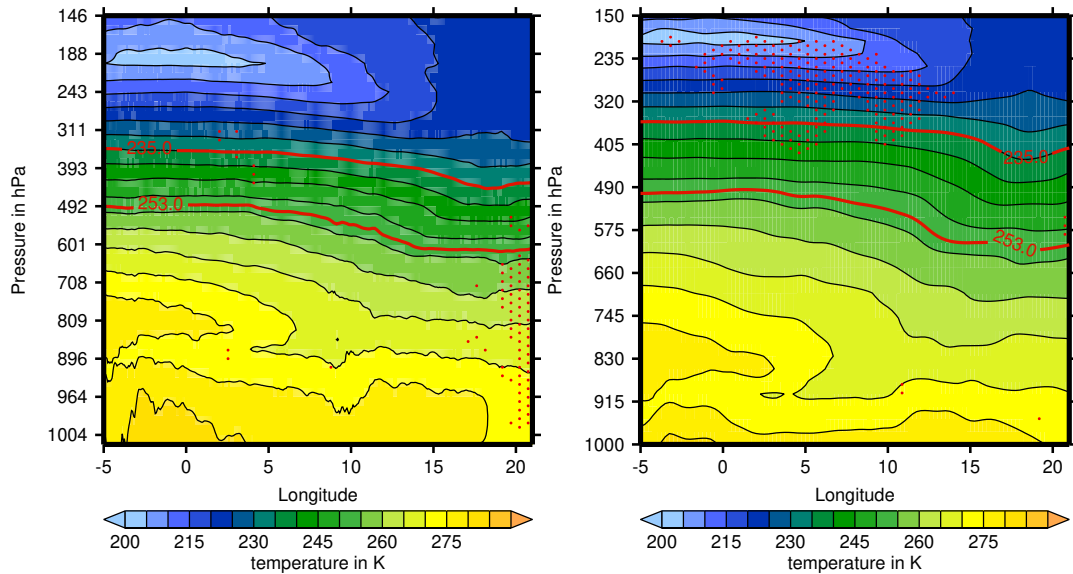 146
188
243
311
393
492
601
708
809
896
964
1004
Pressure in hPa
235.0
253.0
-5 0 5 10 15 20
Longitude
200 215 230 245 260 275
temperature in K
150
235
320
405
490
575
660
745
830
915
1000
Pressure in hPa
235.0
253.0
-5 0 5 10 15 20
Longitude
200 215 230 245 260 275
temperature in K